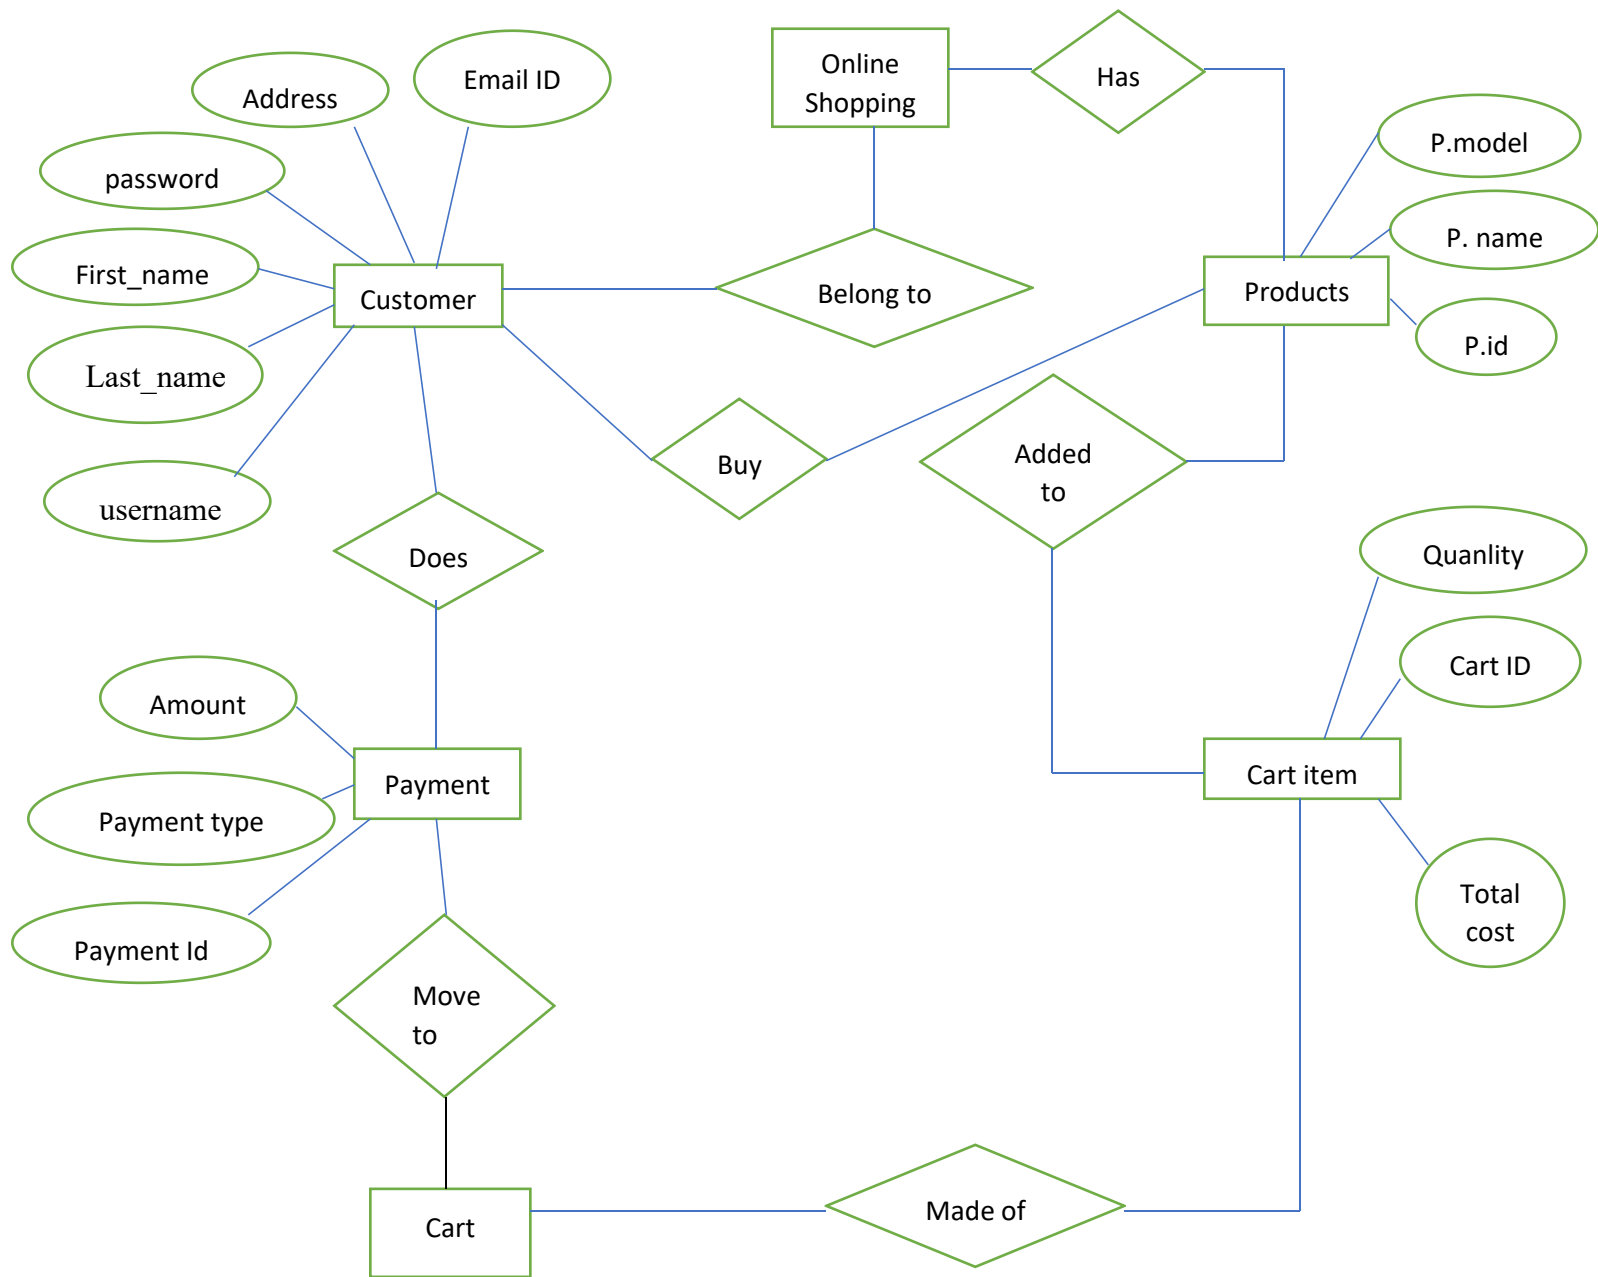 Online
Shopping
Has
Email ID
Address
P.model
password
P. name
First_name
Customer
Belong to
Products
P.id
Last_name
Buy
Added
to
username
Does
Quanlity
Cart ID
Amount
Payment
Cart item
Payment type
Total
cost
Payment Id
Move
to
Made of
Cart